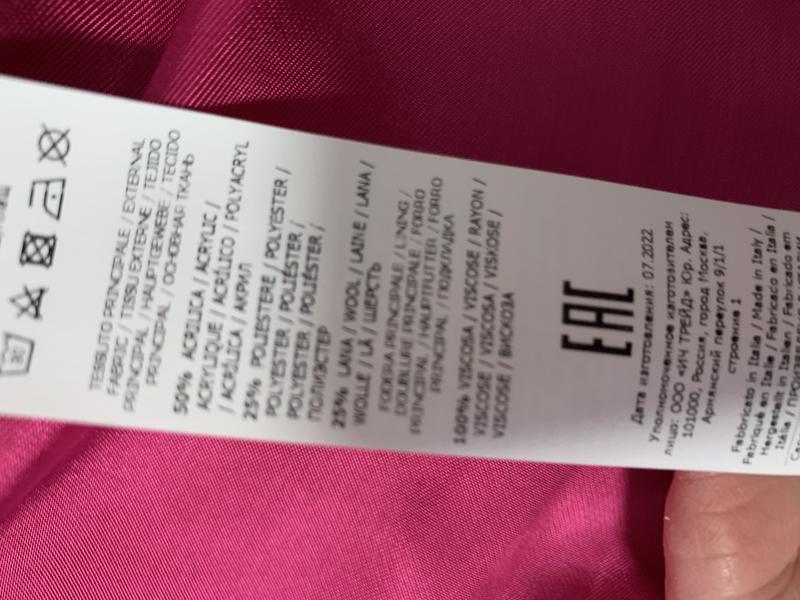 30
TESSUTO PRINCIPALE / EXTERNAL
FABRIC / TISSU EXTERNE / TEJIDO
PRINCIPAL / HAUPTGEWEBE / TECIDO
PRINCIPAL / ОСНОВНАЯ ТКАНЬ
50% ACRILICA / ACRYLIC /
ACRYLIQUE / ACRÍLICO / POLYACRYL
/ ACRÍLICA / АКРИЛ
25% POLIESTERE / POLYESTER /
POLYESTER / POLIÉSTER /
POLYESTER / POLIÉSTER /
ПОЛИЭСТЕР
25% LANA / WOOL / LAINE / LANA /
WOLLE / LÃ / ШЕРСТЬ
FODERA PRINCIPALE / LINING /
DOUBLURE PRINCIPALE / FORRO
PRINCIPAL / HAUPTFUTTER / FORRO
PRINCIPAL / ПОДКЛАДКА
100% VISCOSA / VISCOSE / RAYON /
VISCOSE / VISCOSA / VISKOSE /
VISCOSE / ВИСКОЗА
EAC
Дата изготовления: 07.2022
Уполномоченное изготовителем
лицо: ООО «ИЧ ТРЕЙД» Юр. Адрес:
101000, Россия, город Москва,
Армянский переулок 9/1/1
строение 1
Fabbricato in Italia / Made in Italy /
Fabriqué en Italie / Fabricado en Italia /
Hergestellt in Italien / Fabricado em
Itália /